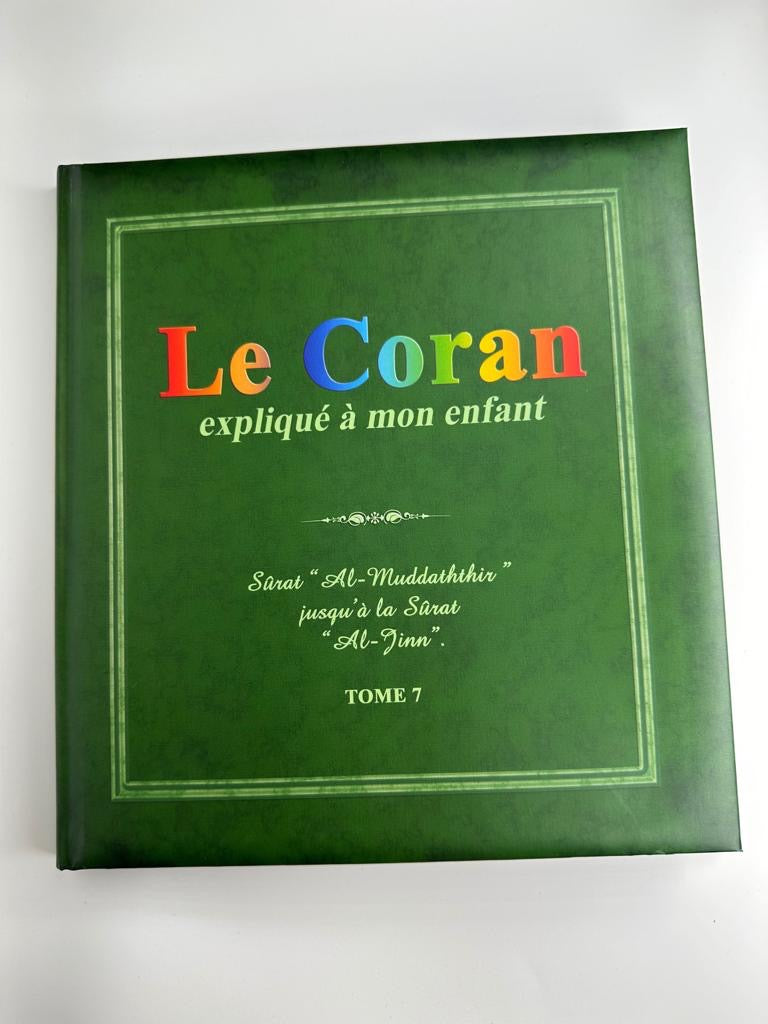 Le Coran
expliqué à mon enfant
Sûrat “ Al-Muddaththir ”
jusqu'à la Sûrat
“Al-Jinn”.
TOME 7